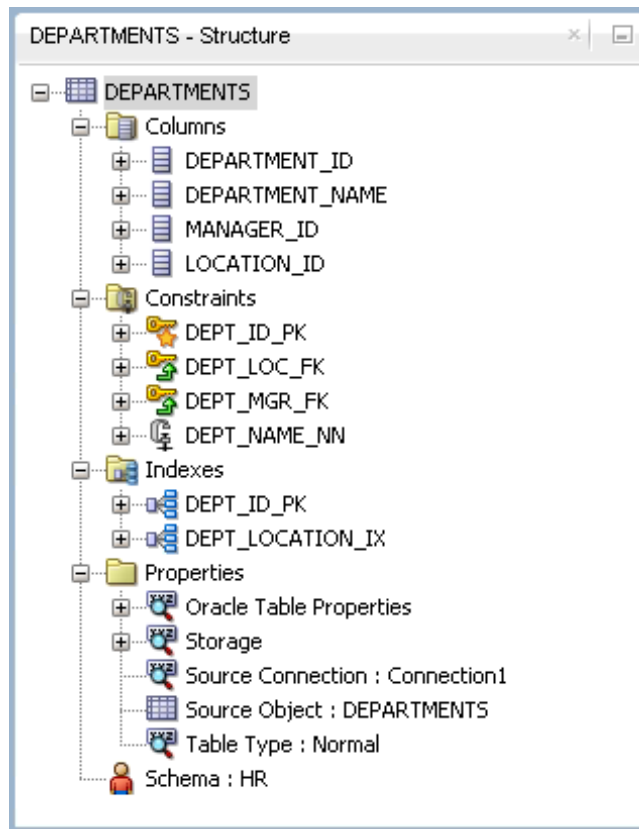 DEPARTMENTS - Structure
DEPARTMENTS
Columns
DEPARTMENT_ID
DEPARTMENT_NAME
MANAGER_ID
LOCATION_ID
Constraints
DEPT_ID_PK
DEPT_LOC_FK
DEPT_MGR_FK
DEPT_NAME_NN
Indexes
DEPT_ID_PK
DEPT_LOCATION_IX
Properties
Oracle Table Properties
Storage
Source Connection : Connection1
Source Object : DEPARTMENTS
Table Type : Normal
Schema : HR